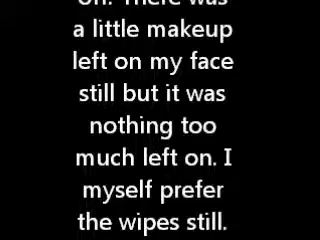 on. There was
a little makeup
left on my face
still but it was
nothing too
much left on. I
myself prefer
the wipes still.